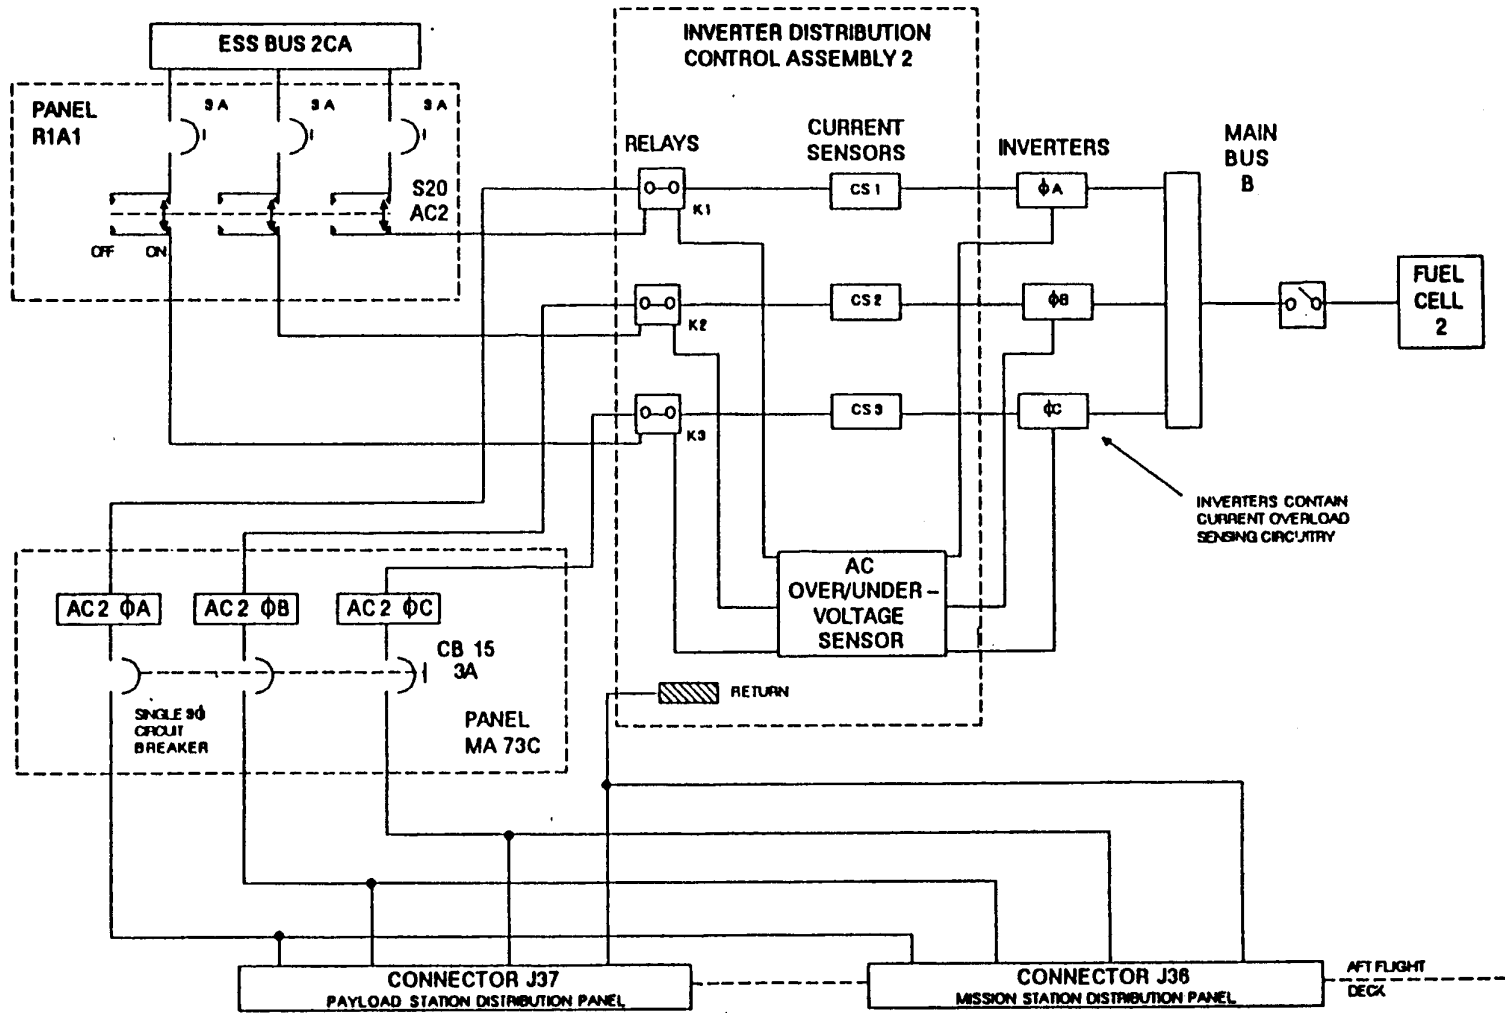 ESS BUS 2CA
PANEL
R1A1
3 A
3 A
3 A
S20
AC2
OFF
ON
INVERTER DISTRIBUTION
CONTROL ASSEMBLY 2
RELAYS
CURRENT
SENSORS
INVERTERS
MAIN
BUS
B
K1
CS 1
ϕA
K2
CS 2
ϕB
K3
CS 3
ϕC
FUEL
CELL
2
INVERTERS CONTAIN
CURRENT OVERLOAD
SENSING CIRCUITRY
AC
OVER/UNDER –
VOLTAGE
SENSOR
AC 2 ϕA
AC 2 ϕB
AC 2 ϕC
CB 15
3A
SINGLE 3ϕ
CIRCUIT
BREAKER
PANEL
MA 73C
RETURN
CONNECTOR J37
PAYLOAD STATION DISTRIBUTION PANEL
CONNECTOR J36
MISSION STATION DISTRIBUTION PANEL
AFT FLIGHT
DECK